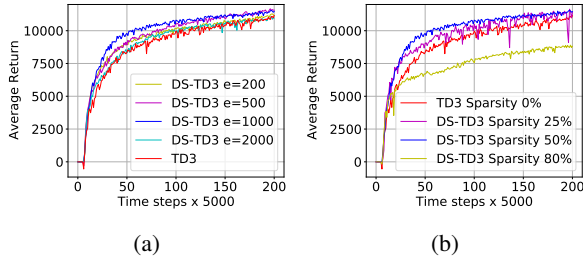 Average Return
10000
7500
5000
2500
0
DS-TD3 e=200
DS-TD3 e=500
DS-TD3 e=1000
DS-TD3 e=2000
TD3
0 50 100 150 200
Time steps x 5000
(a)
Average Return
10000
7500
5000
2500
0
TD3 Sparsity 0%
DS-TD3 Sparsity 25%
DS-TD3 Sparsity 50%
DS-TD3 Sparsity 80%
0 50 100 150 200
Time steps x 5000
(b)